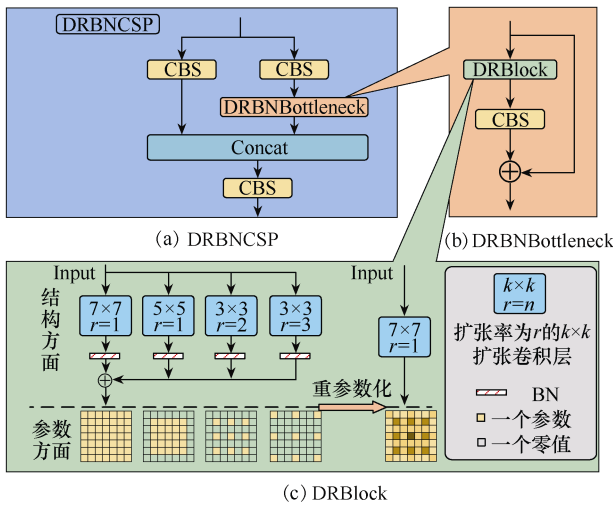 DRBNCSP
CBS
CBS
DRBNBottleneck
Concat
CBS
(a) DRBNCSP
DRBlock
CBS
(b) DRBNBottleneck
Input
结构方面
7×7
r=1
5×5
r=1
3×3
r=2
3×3
r=3
Input
7×7
r=1
重参数化
参数
方面
k×k
r=n
扩张率为r的k×k
扩张卷积层
BN
一个参数
一个零值
(c) DRBlock